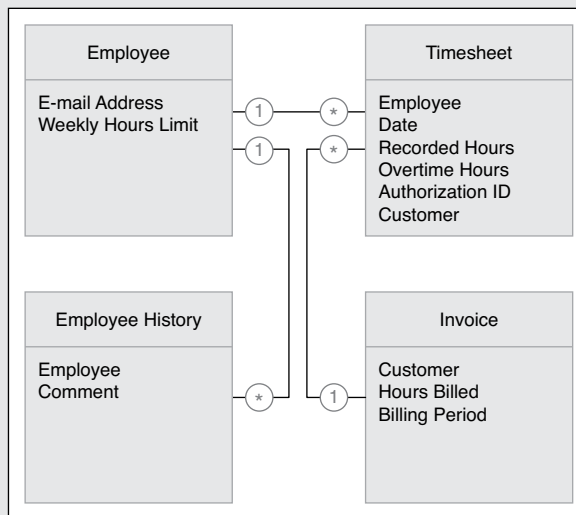 Employee
E-mail Address
Weekly Hours Limit
1
1
Timesheet
*
*
Employee
Date
Recorded Hours
Overtime Hours
Authorization ID
Customer
Employee History
Employee
Comment
*
Invoice
1
Customer
Hours Billed
Billing Period